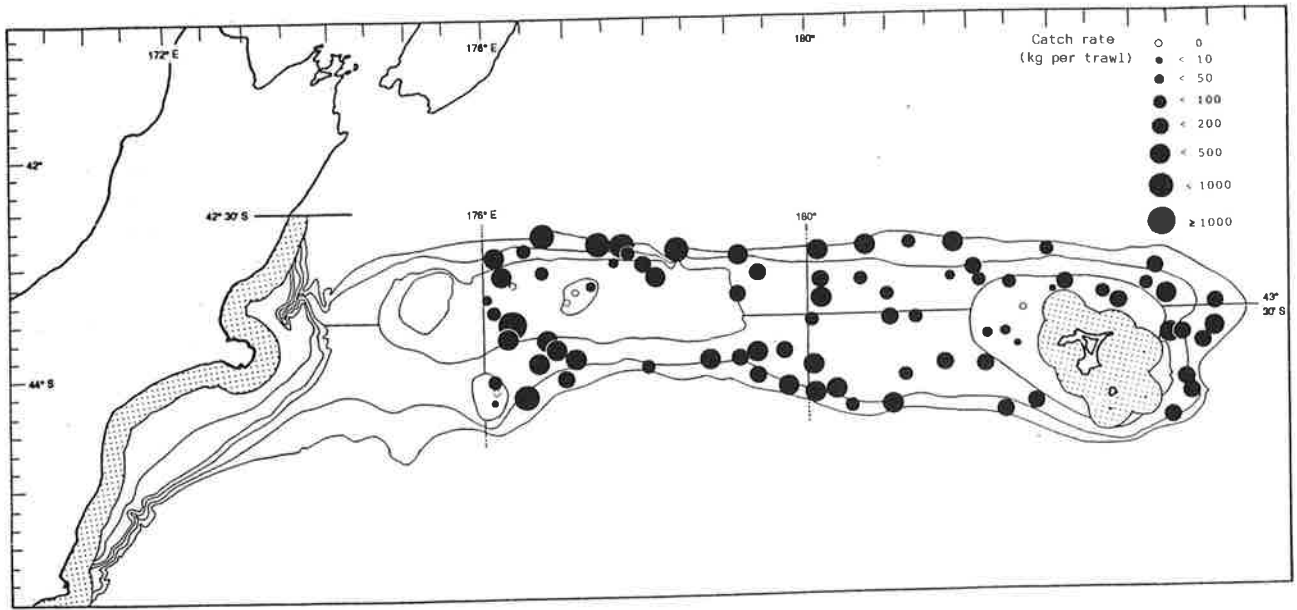 172° E
176° E
180°
Catch rate
(kg per trawl)
0
< 10
< 50
< 100
< 200
< 500
< 1000
≥ 1000
42°
42° 30' S
176° E
180°
43°
30' S
44° S